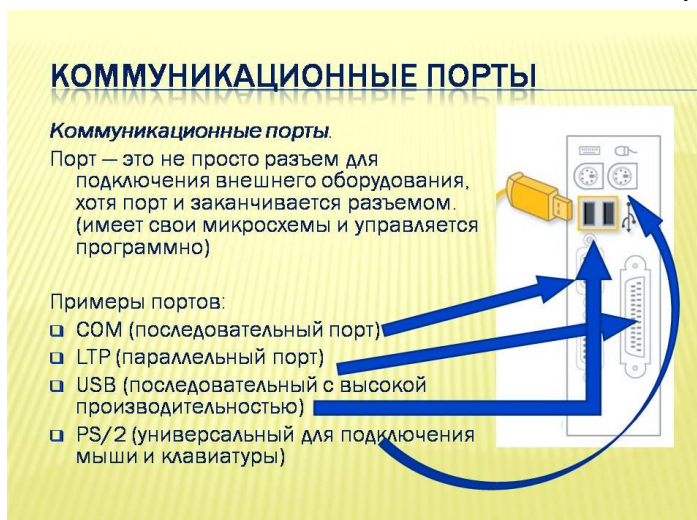 КОММУНИКАЦИОННЫЕ ПОРТЫ
Коммуникационные порты.
Порт — это не просто разъем для
подключения внешнего оборудования,
хотя порт и заканчивается разъемом.
(имеет свои микросхемы и управляется
программно)
Примеры портов:
COM (последовательный порт)
LTP (параллельный порт)
USB (последовательный с высокой
производительностью)
PS/2 (универсальный для подключения
мыши и клавиатуры)